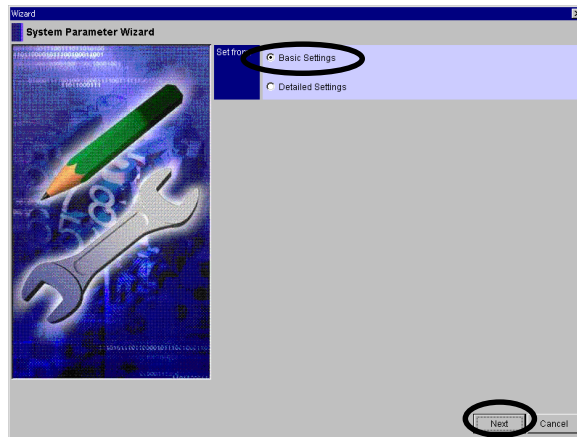 Wizard
System Parameter Wizard
Set from
Basic Settings
Detailed Settings
Next
Cancel